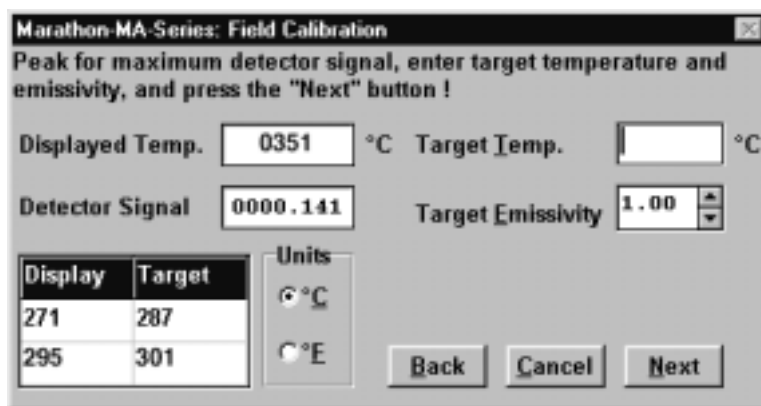 Marathon-MA-Series: Field Calibration
Peak for maximum detector signal, enter target temperature and
emissivity, and press the "Next" button !
Displayed Temp. 0351 °C Target Temp. °C
Detector Signal 0000.141 Target Emissivity 1.00
Display Target
271 287
295 301
Units
°C
°F
Back Cancel Next